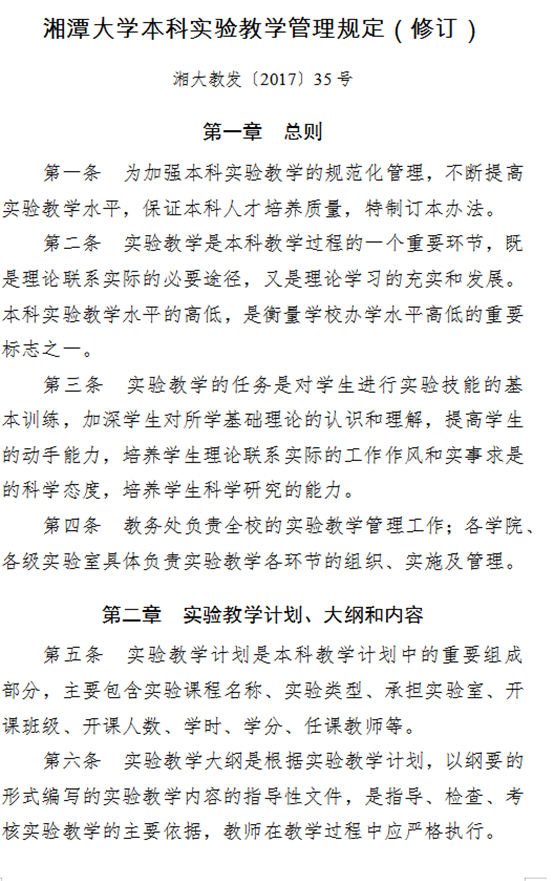 湘潭大学本科实验教学管理规定（修订）
湘大教发〔2017〕35 号
第一章　总则
第一条　为加强本科实验教学的规范化管理，不断提高
实验教学水平，保证本科人才培养质量，特制订本办法。
第二条　实验教学是本科教学过程的一个重要环节，既
是理论联系实际的必要途径，又是理论学习的充实和发展。
本科实验教学水平的高低，是衡量学校办学水平高低的重要
标志之一。
第三条　实验教学的任务是对学生进行实验技能的基
本训练，加深学生对所学基础理论的认识和理解，提高学生
的动手能力，培养学生理论联系实际的工作作风和实事求是
的科学态度，培养学生科学研究的能力。
第四条　教务处负责全校的实验教学管理工作；各学院、
各级实验室具体负责实验教学各环节的组织、实施及管理。
第二章　实验教学计划、大纲和内容
第五条　实验教学计划是本科教学计划中的重要组成
部分，主要包含实验课程名称、实验类型、承担实验室、开
课班级、开课人数、学时、学分、任课教师等。
第六条　实验教学大纲是根据实验教学计划，以纲要的
形式编写的实验教学内容的指导性文件，是指导、检查、考
核实验教学的主要依据，教师在教学过程中应严格执行。